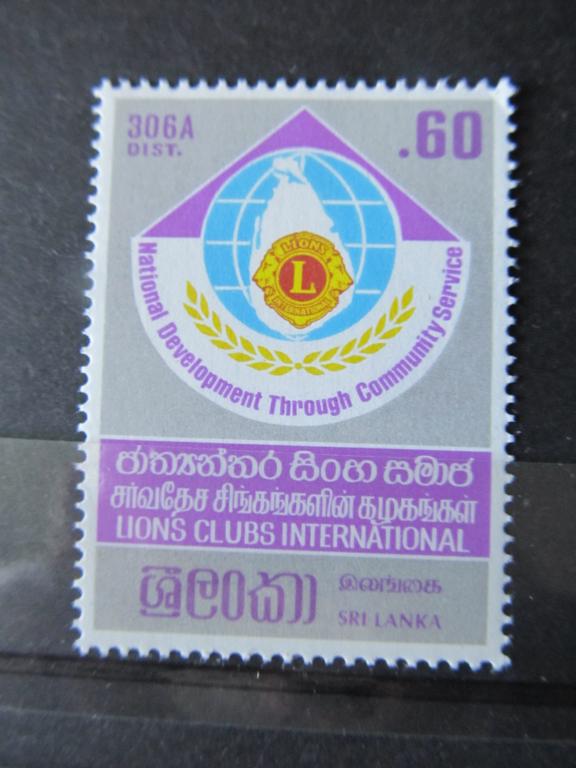 306A
DIST.
.60
LIONS
L
INTERNATIONAL
National Development Through Community Service
ජාත්‍යන්තර සිංහ සමාජ
சர்வதேச சிங்கங்களின் கழகங்கள்
LIONS CLUBS INTERNATIONAL
ශ්‍රී ලංකා
இலங்கை
SRI LANKA